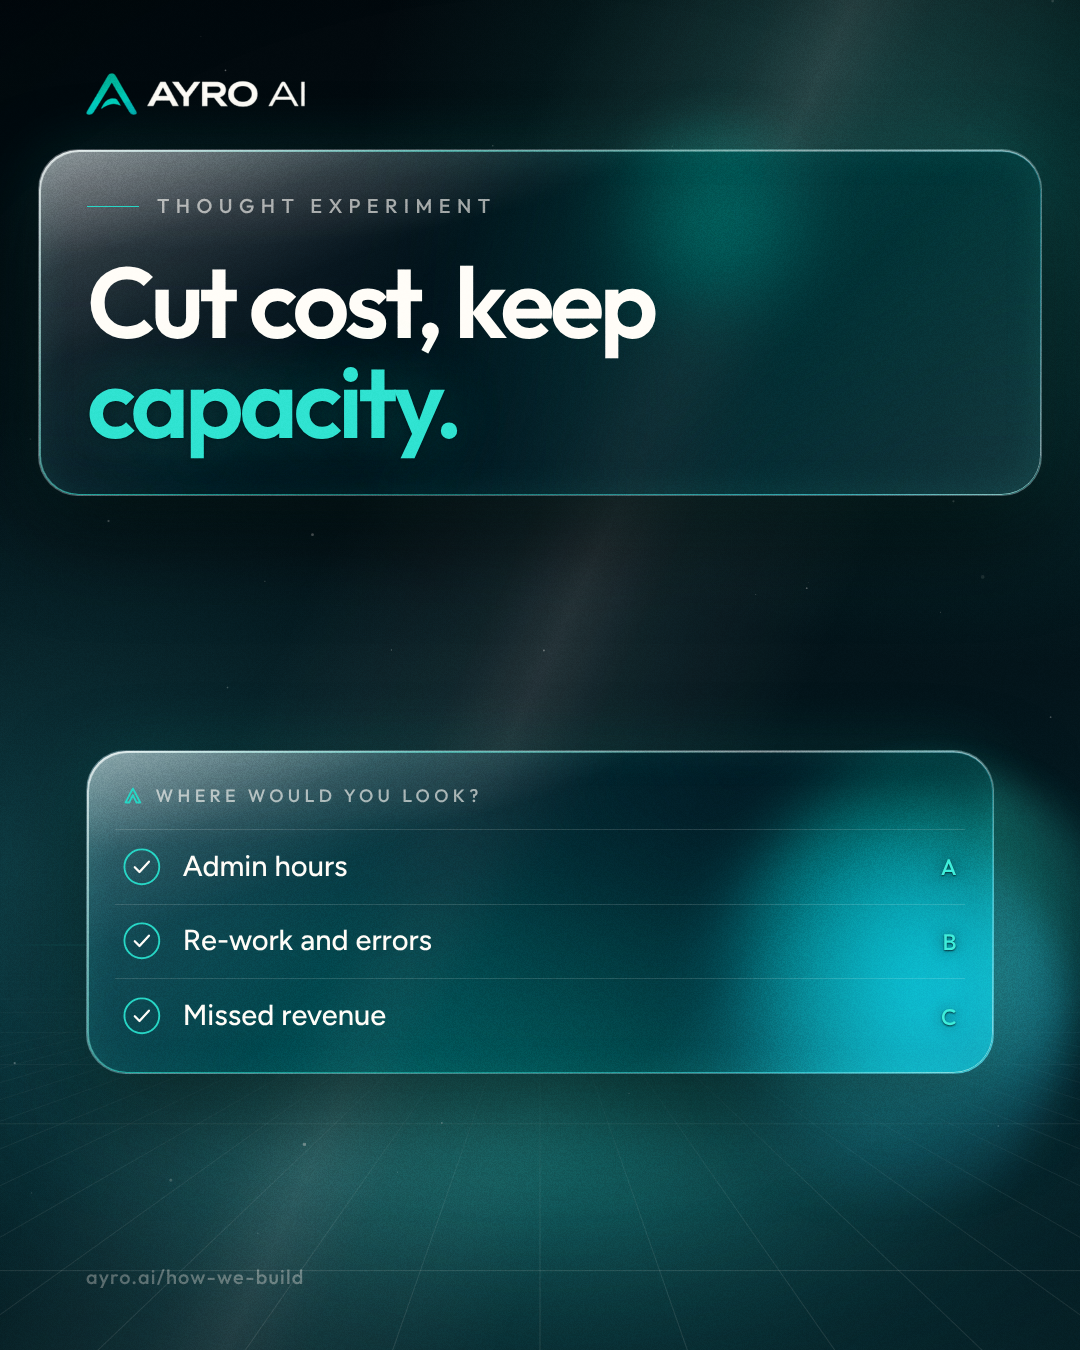 AYRO AI
THOUGHT EXPERIMENT
Cut cost, keep
capacity.
WHERE WOULD YOU LOOK?
Admin hours A
Re-work and errors B
Missed revenue C
ayro.ai/how-we-build